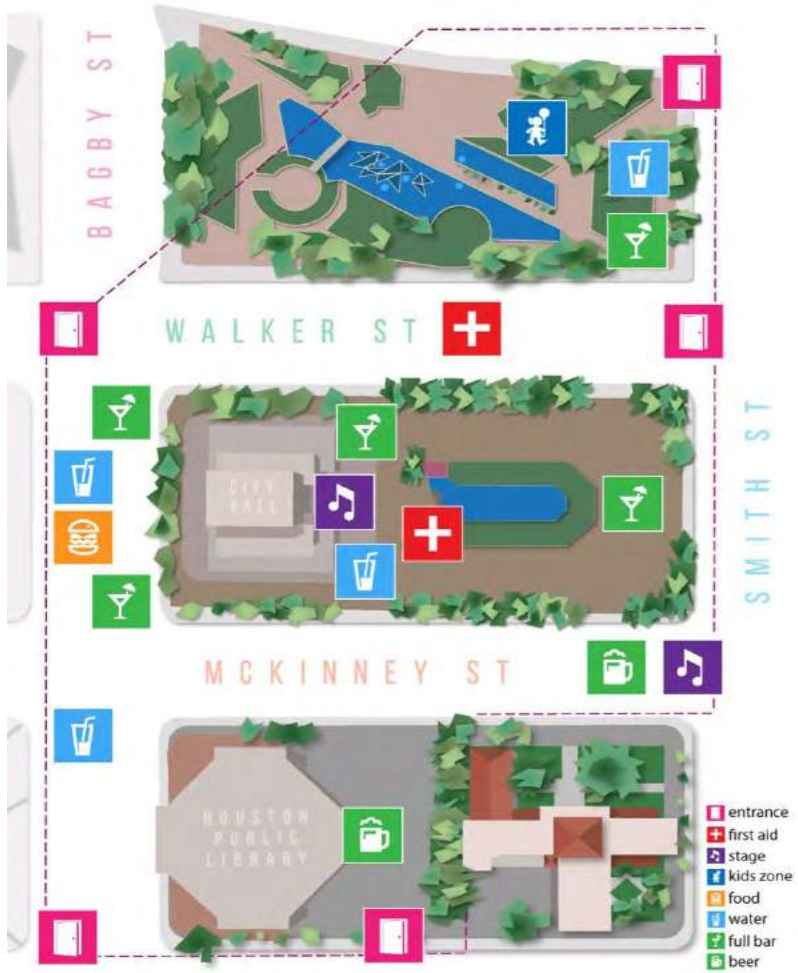 BAGBY ST
WALKER ST
CITY
HALL
SMITH ST
MCKINNEY ST
HOUSTON
PUBLIC
LIBRARY
entrance
first aid
stage
kids zone
food
water
full bar
beer